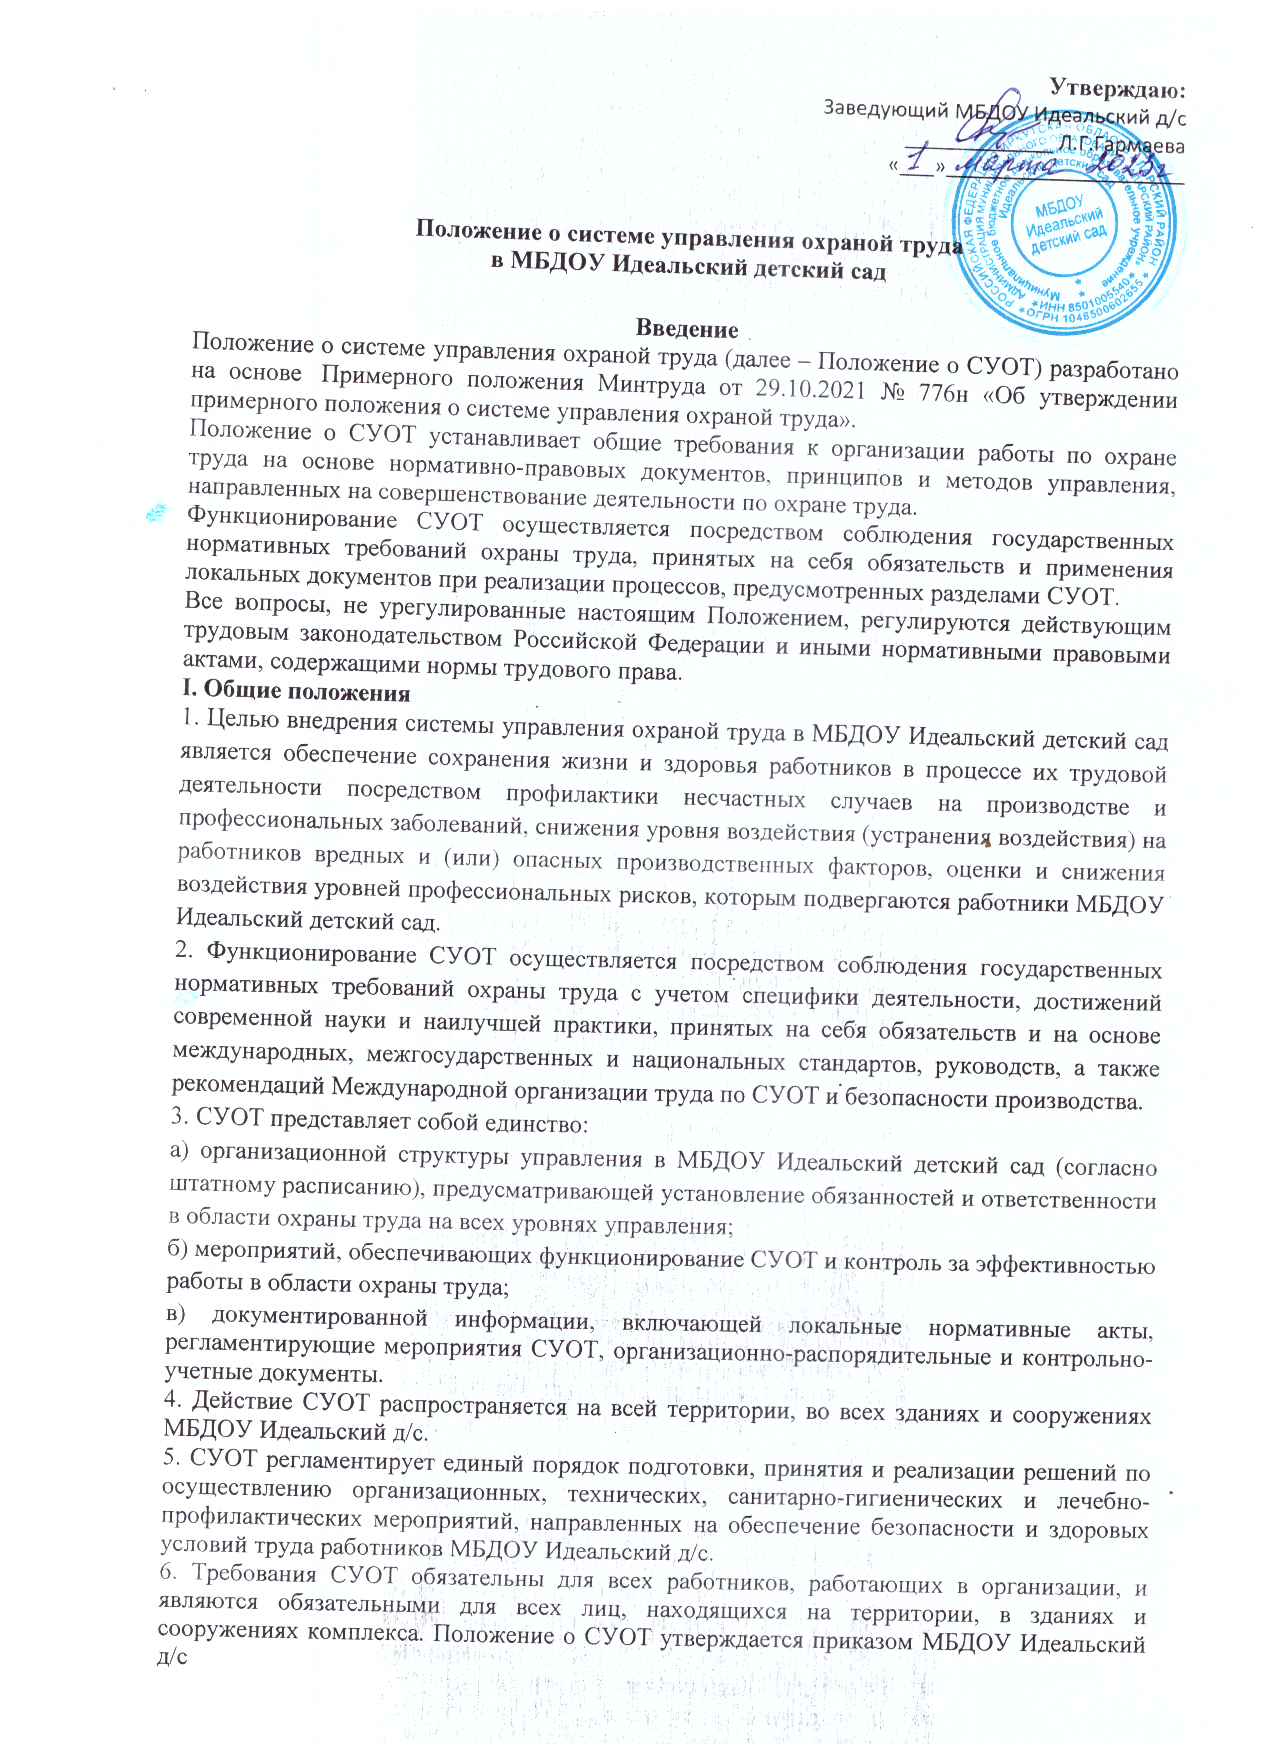 Утверждаю:
Заведующий МБДОУ Идеальский д/с
____________ Л.Г.Гармаева
« 1 » марта 2023г
Положение о системе управления охраной труда
в МБДОУ Идеальский детский сад
МБДОУ
Идеальский
детский сад
*ИНН 8501005540*
*ОГРН 1048500602655*
Введение
Положение о системе управления охраной труда (далее – Положение о СУОТ) разработано
на основе Примерного положения Минтруда от 29.10.2021 № 776н «Об утверждении
примерного положения о системе управления охраной труда».
Положение о СУОТ устанавливает общие требования к организации работы по охране
труда на основе нормативно-правовых документов, принципов и методов управления,
направленных на совершенствование деятельности по охране труда.
Функционирование СУОТ осуществляется посредством соблюдения государственных
нормативных требований охраны труда, принятых на себя обязательств и применения
локальных документов при реализации процессов, предусмотренных разделами СУОТ.
Все вопросы, не урегулированные настоящим Положением, регулируются действующим
трудовым законодательством Российской Федерации и иными нормативными правовыми
актами, содержащими нормы трудового права.
I. Общие положения
1. Целью внедрения системы управления охраной труда в МБДОУ Идеальский детский сад
является обеспечение сохранения жизни и здоровья работников в процессе их трудовой
деятельности посредством профилактики несчастных случаев на производстве и
профессиональных заболеваний, снижения уровня воздействия (устранения воздействия) на
работников вредных и (или) опасных производственных факторов, оценки и снижения
воздействия уровней профессиональных рисков, которым подвергаются работники МБДОУ
Идеальский детский сад.
2. Функционирование СУОТ осуществляется посредством соблюдения государственных
нормативных требований охраны труда с учетом специфики деятельности, достижений
современной науки и наилучшей практики, принятых на себя обязательств и на основе
международных, межгосударственных и национальных стандартов, руководств, а также
рекомендаций Международной организации труда по СУОТ и безопасности производства.
3. СУОТ представляет собой единство:
а) организационной структуры управления в МБДОУ Идеальский детский сад (согласно
штатному расписанию), предусматривающей установление обязанностей и ответственности
в области охраны труда на всех уровнях управления;
б) мероприятий, обеспечивающих функционирование СУОТ и контроль за эффективностью
работы в области охраны труда;
в) документированной информации, включающей локальные нормативные акты,
регламентирующие мероприятия СУОТ, организационно-распорядительные и контрольно-
учетные документы.
4. Действие СУОТ распространяется на всей территории, во всех зданиях и сооружениях
МБДОУ Идеальский д/с.
5. СУОТ регламентирует единый порядок подготовки, принятия и реализации решений по
осуществлению организационных, технических, санитарно-гигиенических и лечебно-
профилактических мероприятий, направленных на обеспечение безопасности и здоровых
условий труда работников МБДОУ Идеальский д/с.
6. Требования СУОТ обязательны для всех работников, работающих в организации, и
являются обязательными для всех лиц, находящихся на территории, в зданиях и
сооружениях комплекса. Положение о СУОТ утверждается приказом МБДОУ Идеальский
д/с